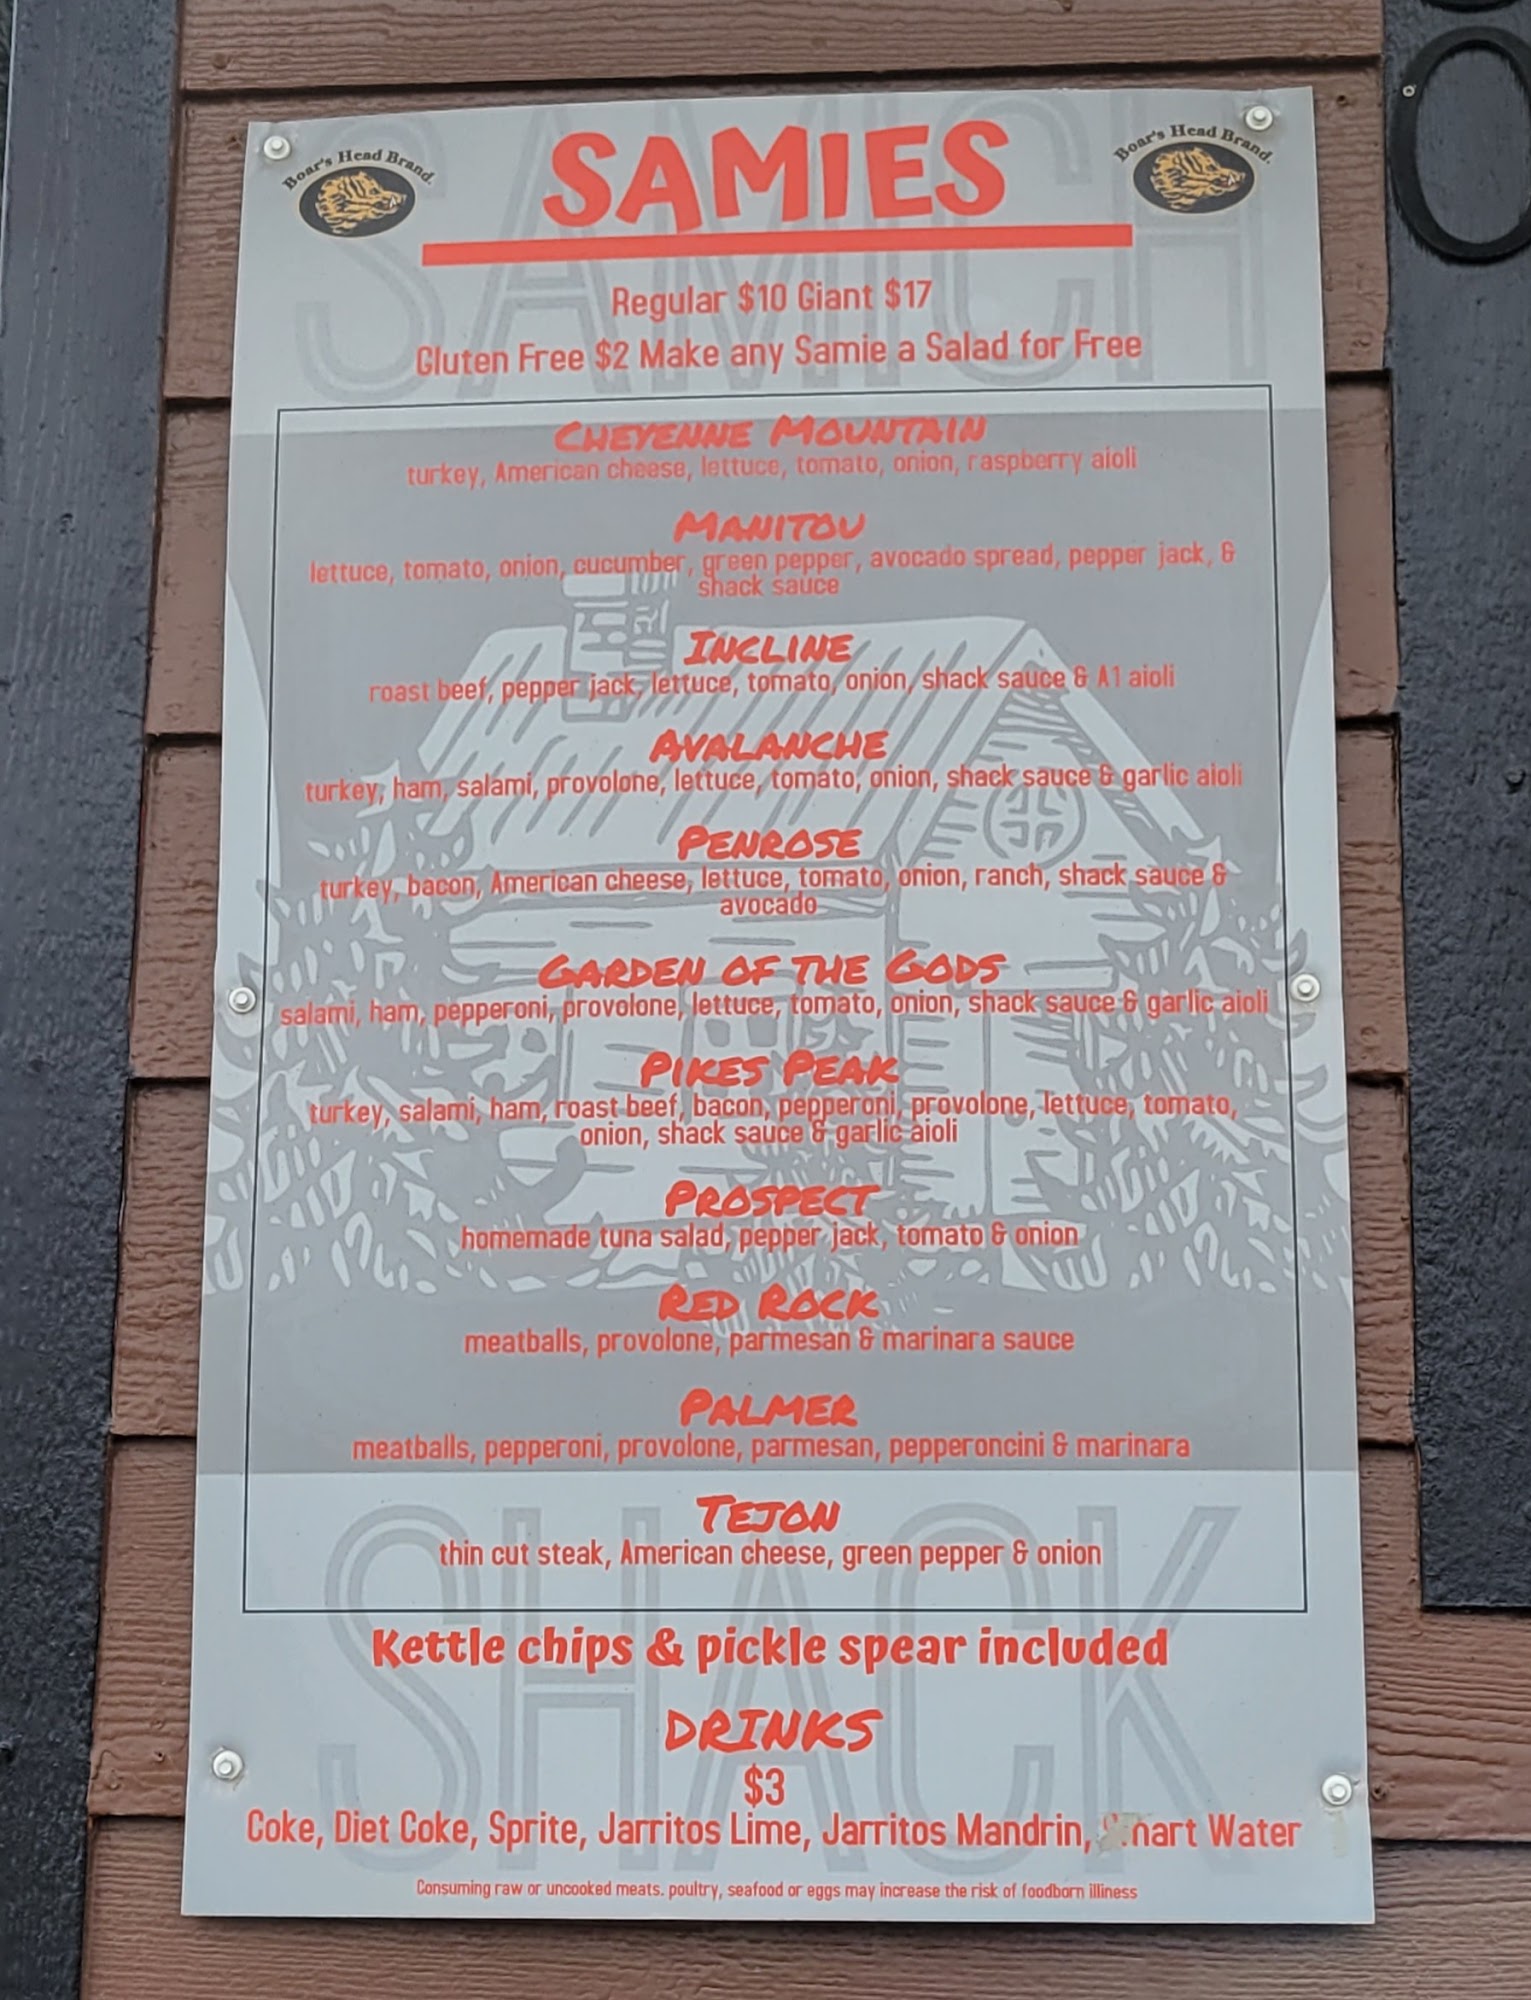 SAMICH
Boar's Head Brand.
SAMIES
Boar's Head Brand.
Regular $10 Giant $17
Gluten Free $2 Make any Samie a Salad for Free
CHEYENNE MOUNTAIN
turkey, American cheese, lettuce, tomato, onion, raspberry aioli
MANITOU
lettuce, tomato, onion, cucumber, green pepper, avocado spread, pepper jack, &
shack sauce
INCLINE
roast beef, pepper jack, lettuce, tomato, onion, shack sauce & A1 aioli
AVALANCHE
turkey, ham, salami, provolone, lettuce, tomato, onion, shack sauce & garlic aioli
PENROSE
turkey, bacon, American cheese, lettuce, tomato, onion, ranch, shack sauce &
avocado
GARDEN OF THE GODS
salami, ham, pepperoni, provolone, lettuce, tomato, onion, shack sauce & garlic aioli
PIKES PEAK
turkey, salami, ham, roast beef, bacon, pepperoni, provolone, lettuce, tomato,
onion, shack sauce & garlic aioli
PROSPECT
homemade tuna salad, pepper jack, tomato & onion
RED ROCK
meatballs, provolone, parmesan & marinara sauce
PALMER
meatballs, pepperoni, provolone, parmesan, pepperoncini & marinara
TEJON
thin cut steak, American cheese, green pepper & onion
SHACK
Kettle chips & pickle spear included
DRINKS
$3
Coke, Diet Coke, Sprite, Jarritos Lime, Jarritos Mandrin, Smart Water
Consuming raw or uncooked meats. poultry, seafood or eggs may increase the risk of foodborn illiness